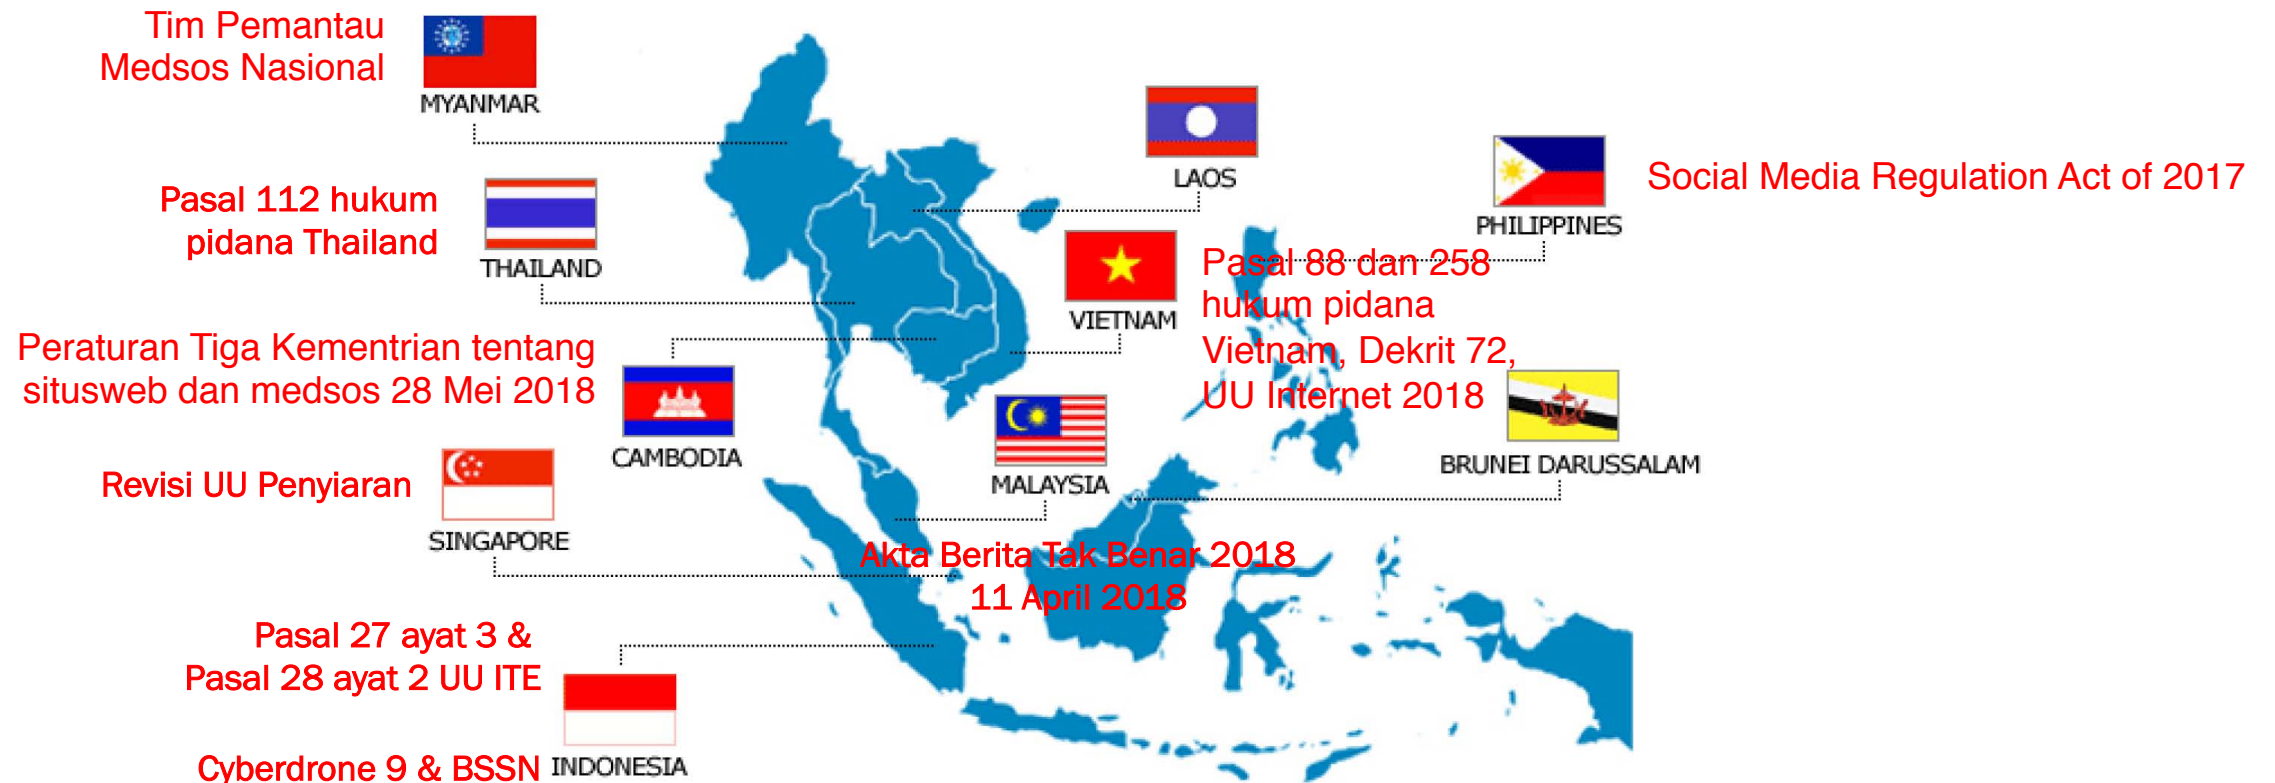 Tim Pemantau
Medsos Nasional
MYANMAR
LAOS
Pasal 112 hukum
pidana Thailand
THAILAND
PHILIPPINES
Social Media Regulation Act of 2017
VIETNAM
Pasal 88 dan 258
hukum pidana
Vietnam, Dekrit 72,
UU Internet 2018
Peraturan Tiga Kementrian tentang
situsweb dan medsos 28 Mei 2018
CAMBODIA
MALAYSIA
BRUNEI DARUSSALAM
Revisi UU Penyiaran
SINGAPORE
Akta Berita Tak Benar 2018
11 April 2018
Pasal 27 ayat 3 &
Pasal 28 ayat 2 UU ITE
Cyberdrone 9 & BSSN
INDONESIA